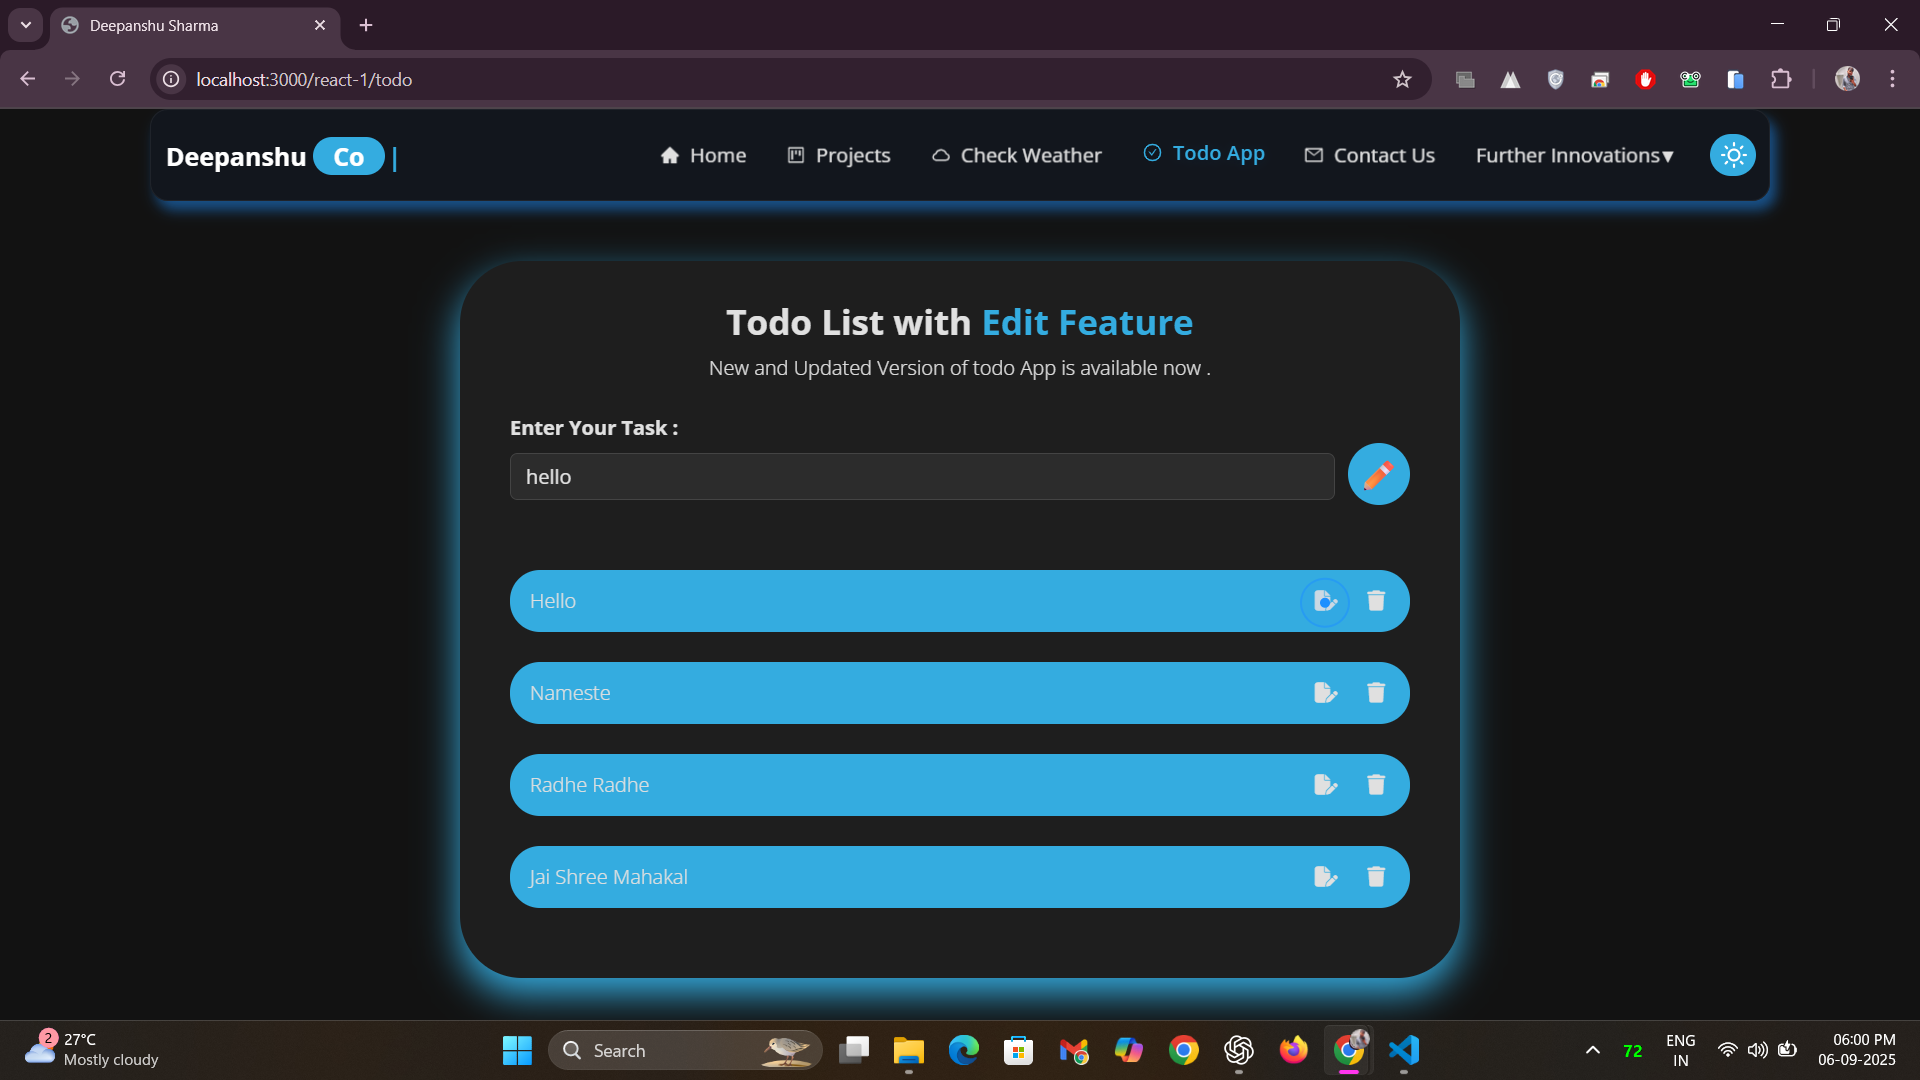 Deepanshu Sharma
localhost:3000/react-1/todo
Deepanshu Co |
Home
Projects
Check Weather
Todo App
Contact Us
Further Innovations▼
Todo List with Edit Feature
New and Updated Version of todo App is available now .
Enter Your Task :
hello
Hello
Nameste
Radhe Radhe
Jai Shree Mahakal
2
27°C
Mostly cloudy
Search
72
ENG
IN
06:00 PM
06-09-2025